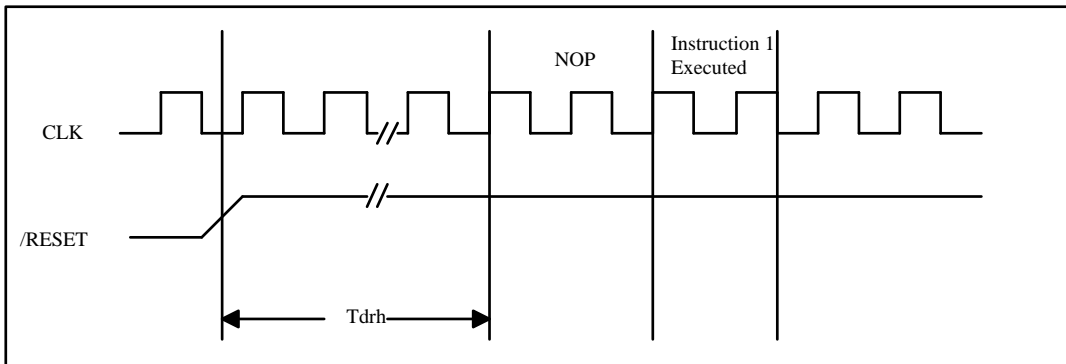 NOP
Instruction 1
Executed
CLK
/RESET
Tdrh